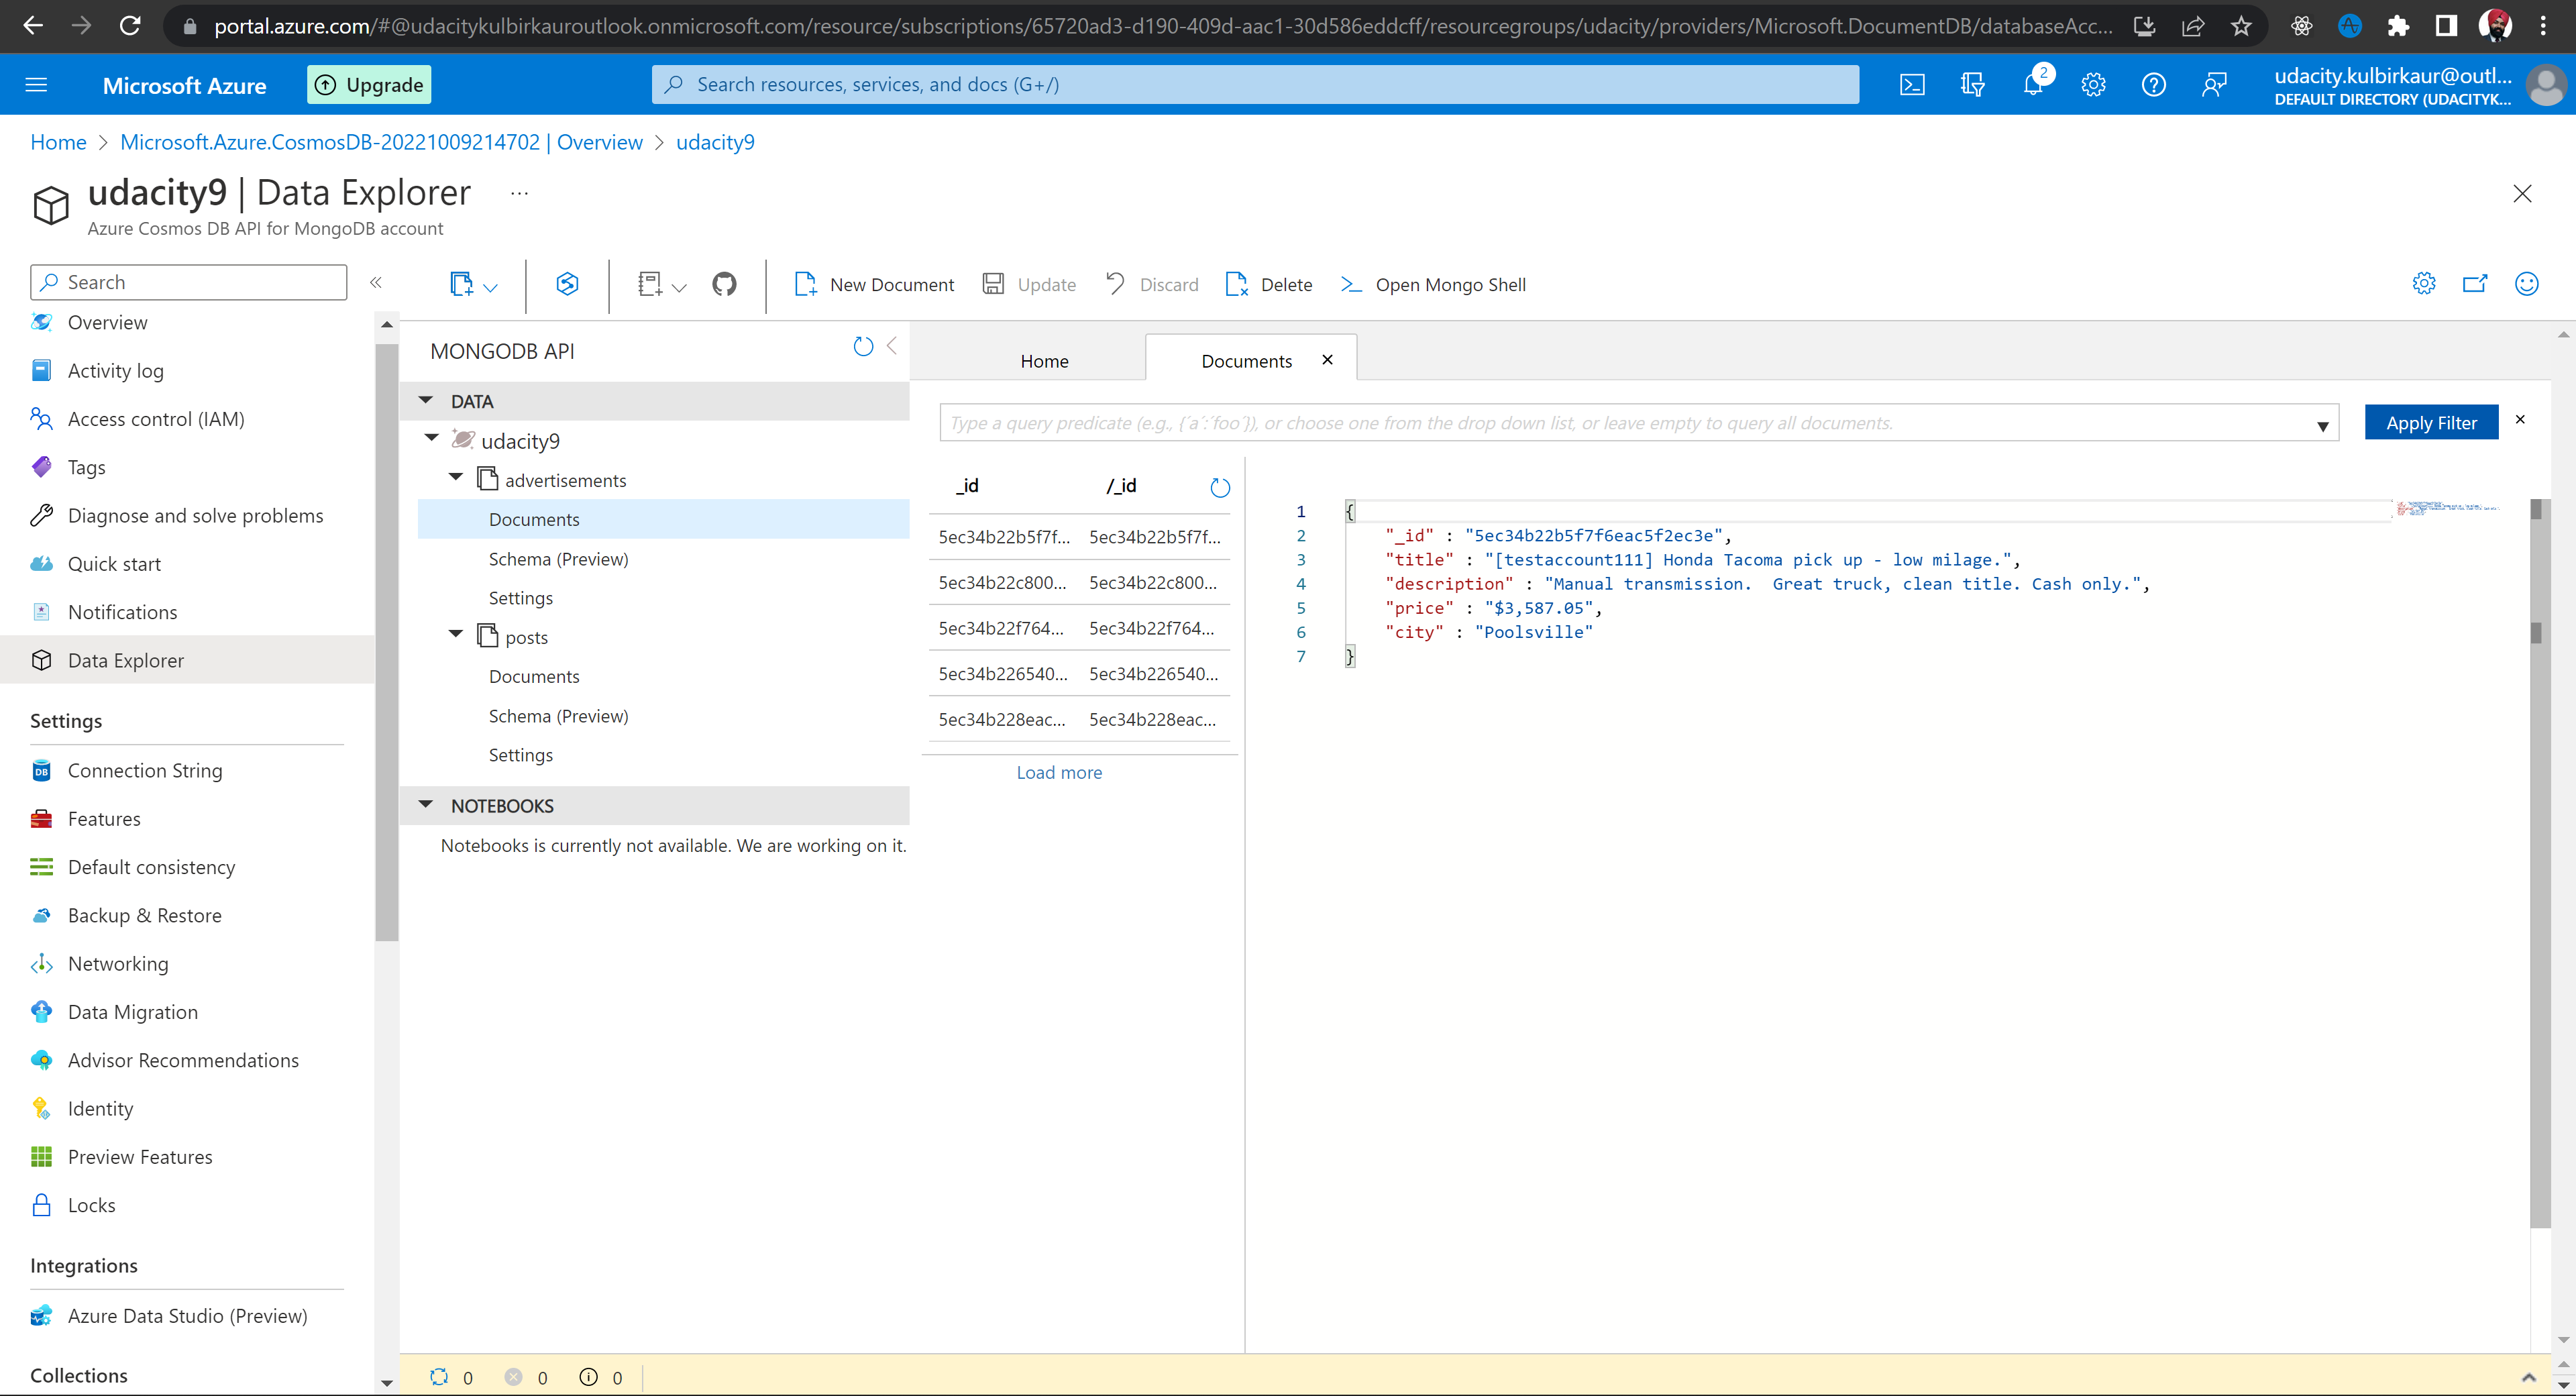 portal.azure.com/#@udacitykulbirkauroutlook.onmicrosoft.com/resource/subscriptions/65720ad3-d190-409d-aac1-30d586eddcff/resourcegroups/udacity/providers/Microsoft.DocumentDB/databaseAcc...
Microsoft Azure
Upgrade
Search resources, services, and docs (G+/)
2
udacity.kulbirkaur@outl...
DEFAULT DIRECTORY (UDACITYK...
Home > Microsoft.Azure.CosmosDB-20221009214702 | Overview > udacity9
udacity9 | Data Explorer ...
Azure Cosmos DB API for MongoDB account
Search
Overview
Activity log
Access control (IAM)
Tags
Diagnose and solve problems
Quick start
Notifications
Data Explorer
Settings
Connection String
Features
Default consistency
Backup & Restore
Networking
Data Migration
Advisor Recommendations
Identity
Preview Features
Locks
Integrations
Azure Data Studio (Preview)
Collections
New Document
Update
Discard
Delete
Open Mongo Shell
MONGODB API
DATA
udacity9
advertisements
Documents
Schema (Preview)
Settings
posts
Documents
Schema (Preview)
Settings
NOTEBOOKS
Notebooks is currently not available. We are working on it.
Home
Documents
Type a query predicate (e.g., {´a´:´foo´}), or choose one from the drop down list, or leave empty to query all documents.
Apply Filter
_id /_id
5ec34b22b5f7f... 5ec34b22b5f7f...
5ec34b22c800... 5ec34b22c800...
5ec34b22f764... 5ec34b22f764...
5ec34b226540... 5ec34b226540...
5ec34b228eac... 5ec34b228eac...
Load more
1 {
2 "_id" : "5ec34b22b5f7f6eac5f2ec3e",
3 "title" : "[testaccount111] Honda Tacoma pick up - low milage.",
4 "description" : "Manual transmission.  Great truck, clean title. Cash only.",
5 "price" : "$3,587.05",
6 "city" : "Poolsville"
7 }
0 0 0